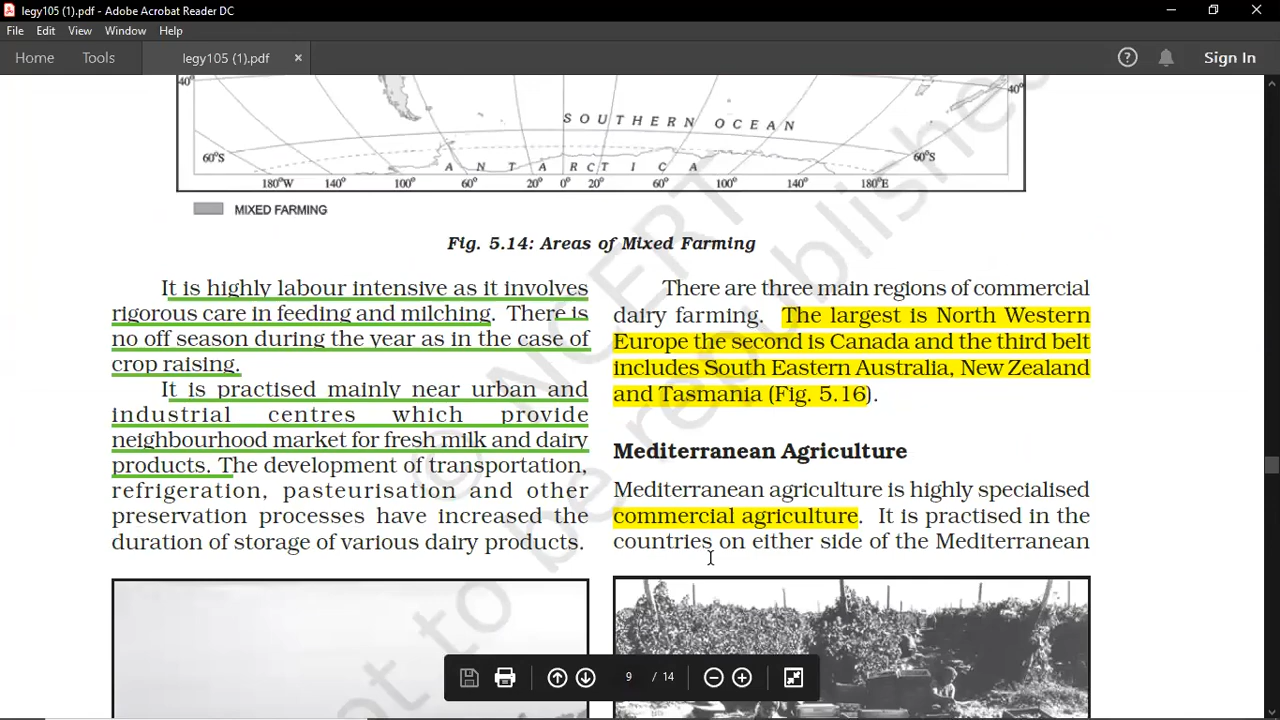 legy105 (1).pdf - Adobe Acrobat Reader DC
File Edit View Window Help
Home Tools legy105 (1).pdf × Sign In
40° 40°
SOUTHERN OCEAN
60°S 60°S
ANTARCTICA
180°W 140° 100° 60° 20° 0° 20° 60° 100° 140° 180°E
MIXED FARMING
Fig. 5.14: Areas of Mixed Farming
It is highly labour intensive as it involves
rigorous care in feeding and milching. There is
no off season during the year as in the case of
crop raising.
It is practised mainly near urban and
industrial centres which provide
neighbourhood market for fresh milk and dairy
products. The development of transportation,
refrigeration, pasteurisation and other
preservation processes have increased the
duration of storage of various dairy products.
There are three main regions of commercial
dairy farming. The largest is North Western
Europe the second is Canada and the third belt
includes South Eastern Australia, New Zealand
and Tasmania (Fig. 5.16).
Mediterranean Agriculture
Mediterranean agriculture is highly specialised
commercial agriculture. It is practised in the
countries on either side of the Mediterranean
© NCERT
not to be republished
9 / 14